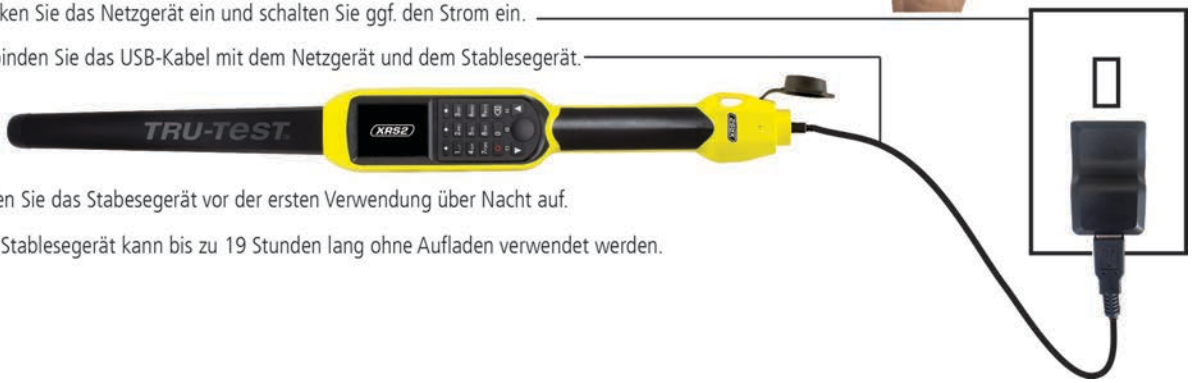 ken Sie das Netzgerät ein und schalten Sie ggf. den Strom ein.
inden Sie das USB-Kabel mit dem Netzgerät und dem Stablesegerät.
TRU-TEST.
XRS2
XRS2
en Sie das Stabesegerät vor der ersten Verwendung über Nacht auf.
Stablesegerät kann bis zu 19 Stunden lang ohne Aufladen verwendet werden.